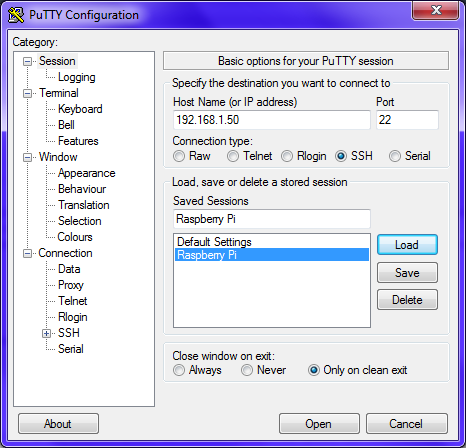 PuTTY Configuration
Category:
Session
Logging
Terminal
Keyboard
Bell
Features
Window
Appearance
Behaviour
Translation
Selection
Colours
Connection
Data
Proxy
Telnet
Rlogin
SSH
Serial
Basic options for your PuTTY session
Specify the destination you want to connect to
Host Name (or IP address) Port
192.168.1.50 22
Connection type:
Raw Telnet Rlogin SSH Serial
Load, save or delete a stored session
Saved Sessions
Raspberry Pi
Default Settings
Raspberry Pi
Load
Save
Delete
Close window on exit:
Always Never Only on clean exit
About Open Cancel